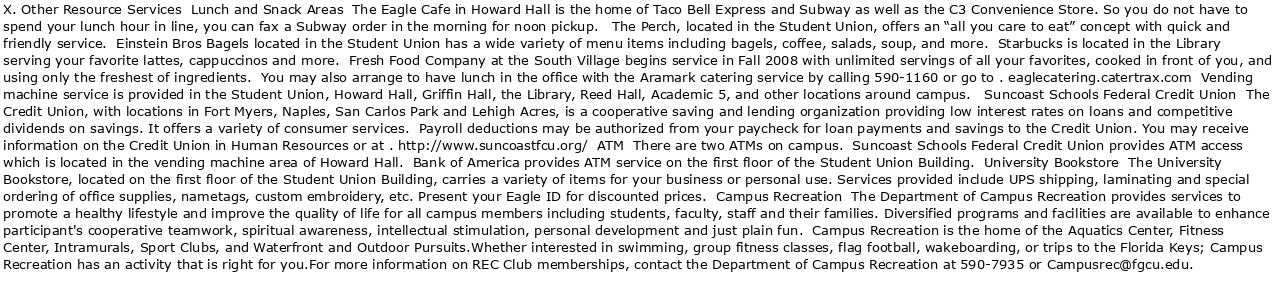 X. Other Resource Services  Lunch and Snack Areas  The Eagle Cafe in Howard Hall is the home of Taco Bell Express and Subway as well as the C3 Convenience Store. So you do not have to
spend your lunch hour in line, you can fax a Subway order in the morning for noon pickup.   The Perch, located in the Student Union, offers an “all you care to eat” concept with quick and
friendly service.  Einstein Bros Bagels located in the Student Union has a wide variety of menu items including bagels, coffee, salads, soup, and more.  Starbucks is located in the Library
serving your favorite lattes, cappuccinos and more.  Fresh Food Company at the South Village begins service in Fall 2008 with unlimited servings of all your favorites, cooked in front of you, and
using only the freshest of ingredients.  You may also arrange to have lunch in the office with the Aramark catering service by calling 590-1160 or go to . eaglecatering.catertrax.com  Vending
machine service is provided in the Student Union, Howard Hall, Griffin Hall, the Library, Reed Hall, Academic 5, and other locations around campus.   Suncoast Schools Federal Credit Union  The
Credit Union, with locations in Fort Myers, Naples, San Carlos Park and Lehigh Acres, is a cooperative saving and lending organization providing low interest rates on loans and competitive
dividends on savings. It offers a variety of consumer services.  Payroll deductions may be authorized from your paycheck for loan payments and savings to the Credit Union. You may receive
information on the Credit Union in Human Resources or at . http://www.suncoastfcu.org/  ATM  There are two ATMs on campus.  Suncoast Schools Federal Credit Union provides ATM access
which is located in the vending machine area of Howard Hall.  Bank of America provides ATM service on the first floor of the Student Union Building.  University Bookstore  The University
Bookstore, located on the first floor of the Student Union Building, carries a variety of items for your business or personal use. Services provided include UPS shipping, laminating and special
ordering of office supplies, nametags, custom embroidery, etc. Present your Eagle ID for discounted prices.  Campus Recreation  The Department of Campus Recreation provides services to
promote a healthy lifestyle and improve the quality of life for all campus members including students, faculty, staff and their families. Diversified programs and facilities are available to enhance
participant's cooperative teamwork, spiritual awareness, intellectual stimulation, personal development and just plain fun.  Campus Recreation is the home of the Aquatics Center, Fitness
Center, Intramurals, Sport Clubs, and Waterfront and Outdoor Pursuits.Whether interested in swimming, group fitness classes, flag football, wakeboarding, or trips to the Florida Keys; Campus
Recreation has an activity that is right for you.For more information on REC Club memberships, contact the Department of Campus Recreation at 590-7935 or Campusrec@fgcu.edu.